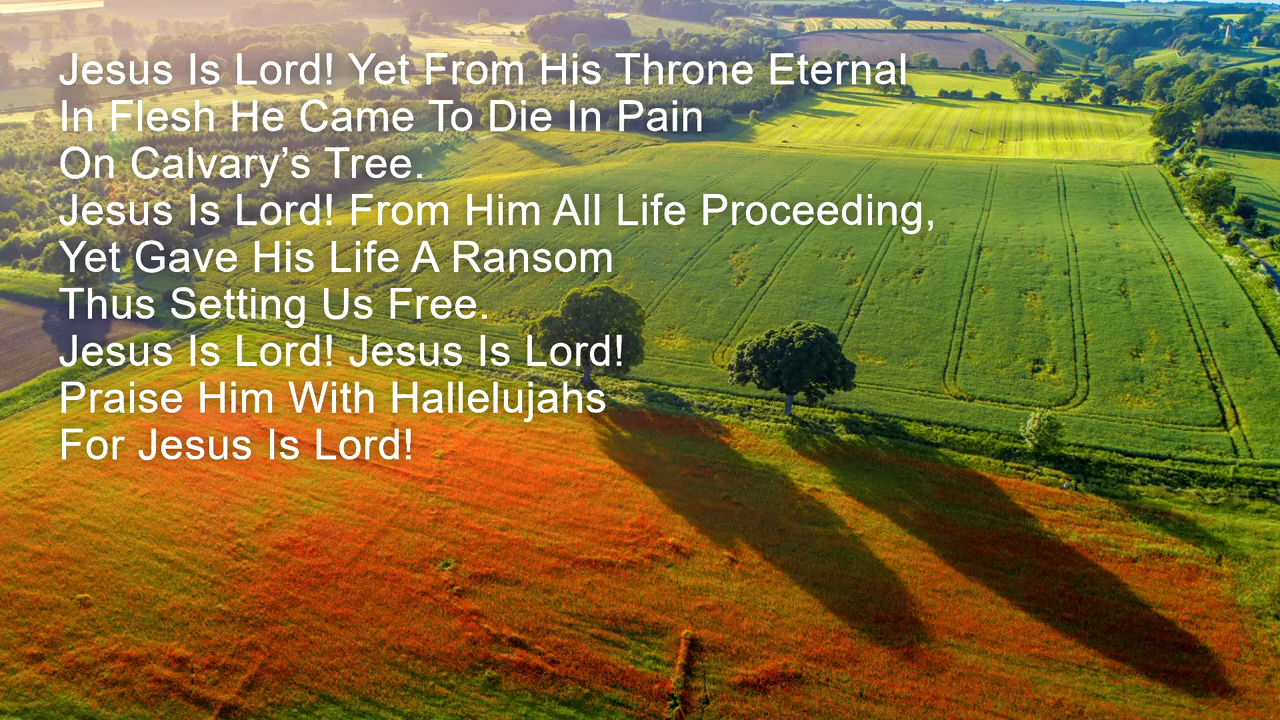 Jesus Is Lord! Yet From His Throne Eternal
In Flesh He Came To Die In Pain
On Calvary’s Tree.
Jesus Is Lord! From Him All Life Proceeding,
Yet Gave His Life A Ransom
Thus Setting Us Free.
Jesus Is Lord! Jesus Is Lord!
Praise Him With Hallelujahs
For Jesus Is Lord!